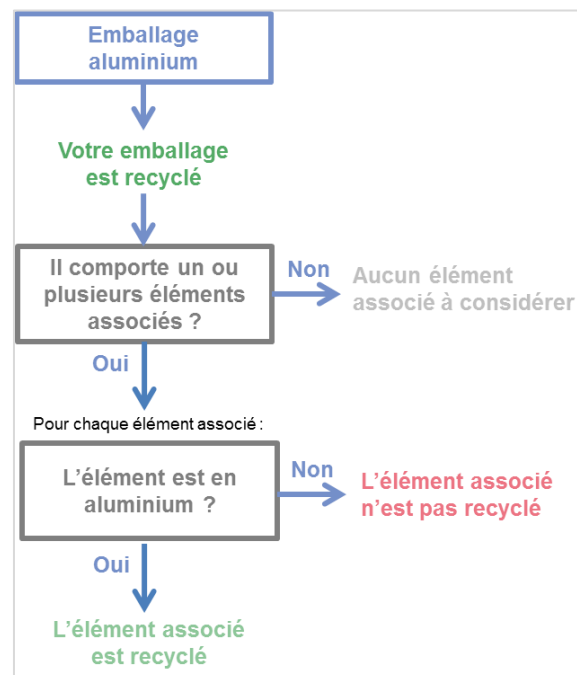 Emballage
aluminium
Votre emballage
est recyclé
Il comporte un ou
plusieurs éléments
associés ?
Non
Aucun élément
associé à considérer
Oui
Pour chaque élément associé :
L'élément est en
aluminium ?
Non
L'élément associé
n'est pas recyclé
Oui
L'élément associé
est recyclé